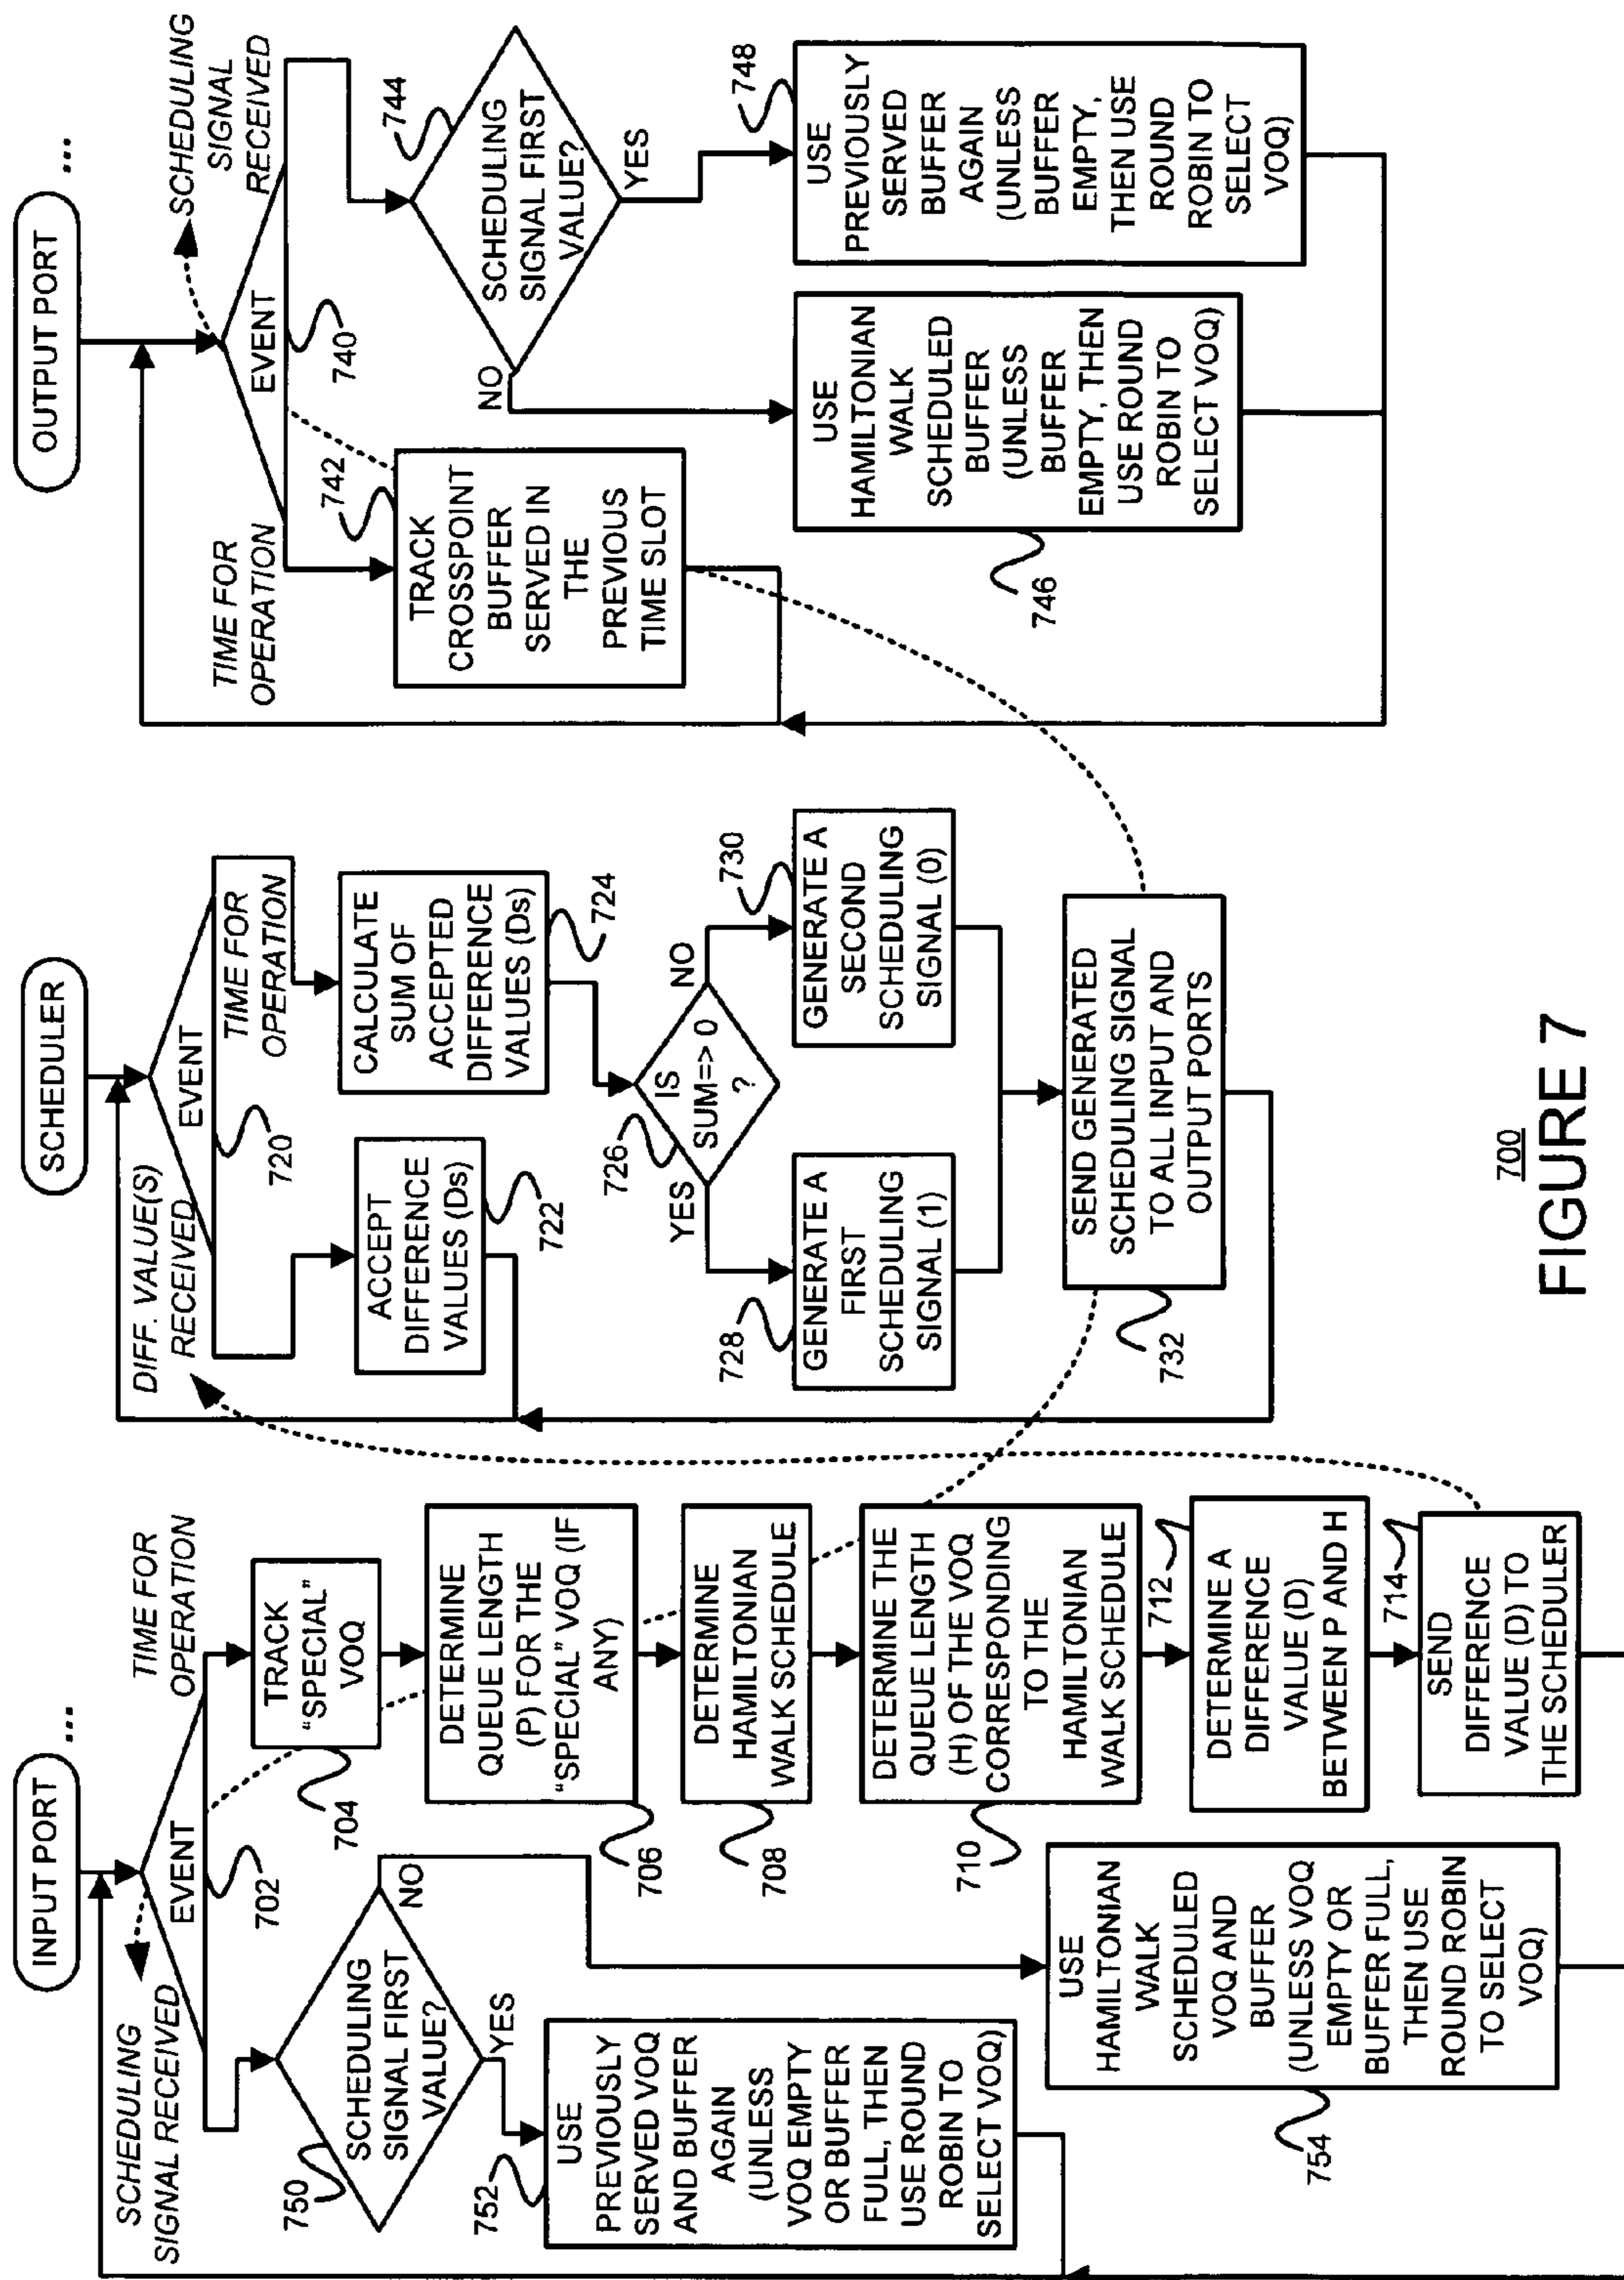 INPUT PORT
...
SCHEDULING
SIGNAL RECEIVED
EVENT
702
TIME FOR
OPERATION
750
SCHEDULING
SIGNAL FIRST
VALUE?
NO
YES
752
USE
PREVIOUSLY
SERVED VOQ
AND BUFFER
AGAIN
(UNLESS
VOQ EMPTY
OR BUFFER
FULL, THEN
USE ROUND
ROBIN TO
SELECT VOQ)
USE
HAMILTONIAN
WALK
SCHEDULED
VOQ AND
BUFFER
(UNLESS VOQ
EMPTY OR
BUFFER FULL,
THEN USE
ROUND ROBIN
TO SELECT
VOQ)
754
TRACK
“SPECIAL”
VOQ
704
DETERMINE
QUEUE LENGTH
(P) FOR THE
“SPECIAL” VOQ (IF
ANY)
706
DETERMINE
HAMILTONIAN
WALK SCHEDULE
708
DETERMINE THE
QUEUE LENGTH
(H) OF THE VOQ
CORRESPONDING
TO THE
HAMILTONIAN
WALK SCHEDULE
710
712
DETERMINE A
DIFFERENCE
VALUE (D)
BETWEEN P AND H
714
SEND
DIFFERENCE
VALUE (D) TO
THE SCHEDULER
SCHEDULER
DIFF. VALUE(S)
RECEIVED
EVENT
720
TIME FOR
OPERATION
ACCEPT
DIFFERENCE
VALUES (Ds)
722
CALCULATE
SUM OF
ACCEPTED
DIFFERENCE
VALUES (Ds)
724
726
IS
SUM=> 0
?
YES
NO
728
GENERATE A
FIRST
SCHEDULING
SIGNAL (1)
730
GENERATE A
SECOND
SCHEDULING
SIGNAL (0)
SEND GENERATED
SCHEDULING SIGNAL
TO ALL INPUT AND
OUTPUT PORTS
732
OUTPUT PORT
...
TIME FOR
OPERATION
EVENT
740
SCHEDULING
SIGNAL
RECEIVED
742
TRACK
CROSSPOINT
BUFFER
SERVED IN
THE
PREVIOUS
TIME SLOT
744
SCHEDULING
SIGNAL FIRST
VALUE?
NO
YES
USE
HAMILTONIAN
WALK
SCHEDULED
BUFFER
(UNLESS
BUFFER
EMPTY, THEN
USE ROUND
ROBIN TO
SELECT VOQ)
746
748
USE
PREVIOUSLY
SERVED
BUFFER
AGAIN
(UNLESS
BUFFER
EMPTY,
THEN USE
ROUND
ROBIN TO
SELECT
VOQ)
700
FIGURE 7